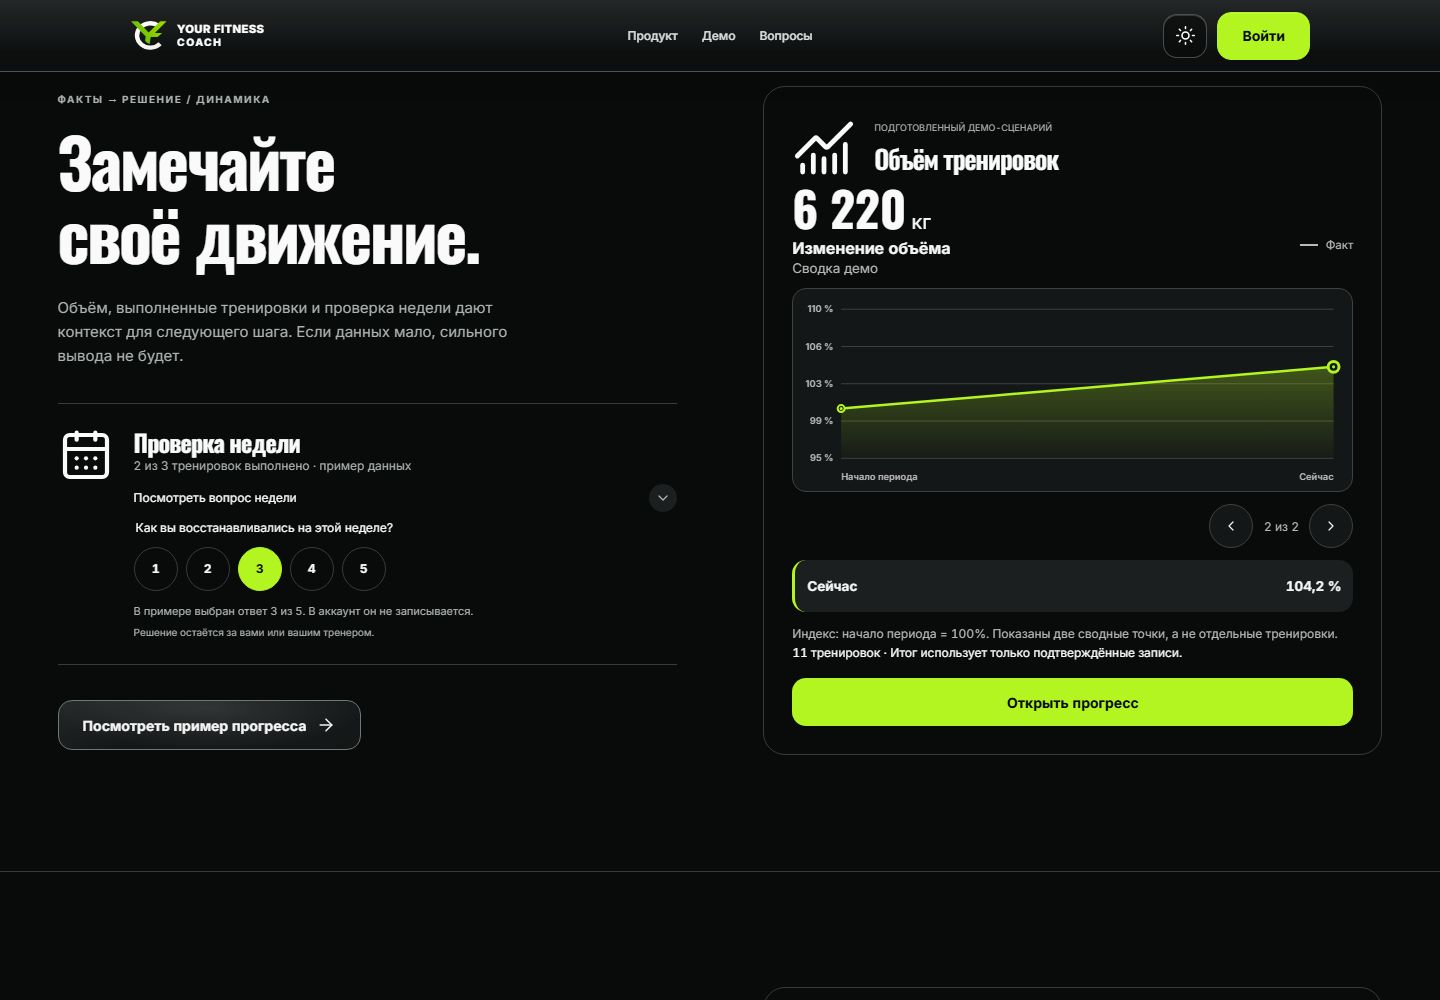 YOUR FITNESS
COACH
Продукт
Демо
Вопросы
Войти
ФАКТЫ → РЕШЕНИЕ / ДИНАМИКА
Замечайте
своё движение.
Объём, выполненные тренировки и проверка недели дают
контекст для следующего шага. Если данных мало, сильного
вывода не будет.
Проверка недели
2 из 3 тренировок выполнено · пример данных
Посмотреть вопрос недели
Как вы восстанавливались на этой неделе?
1 2 3 4 5
В примере выбран ответ 3 из 5. В аккаунт он не записывается.
Решение остаётся за вами или вашим тренером.
Посмотреть пример прогресса →
ПОДГОТОВЛЕННЫЙ ДЕМО-СЦЕНАРИЙ
Объём тренировок
6 220 кг
Изменение объёма
Сводка демо
Факт
110 %
106 %
103 %
99 %
95 %
Начало периода
Сейчас
2 из 2
Сейчас 104,2 %
Индекс: начало периода = 100%. Показаны две сводные точки, а не отдельные тренировки.
11 тренировок · Итог использует только подтверждённые записи.
Открыть прогресс